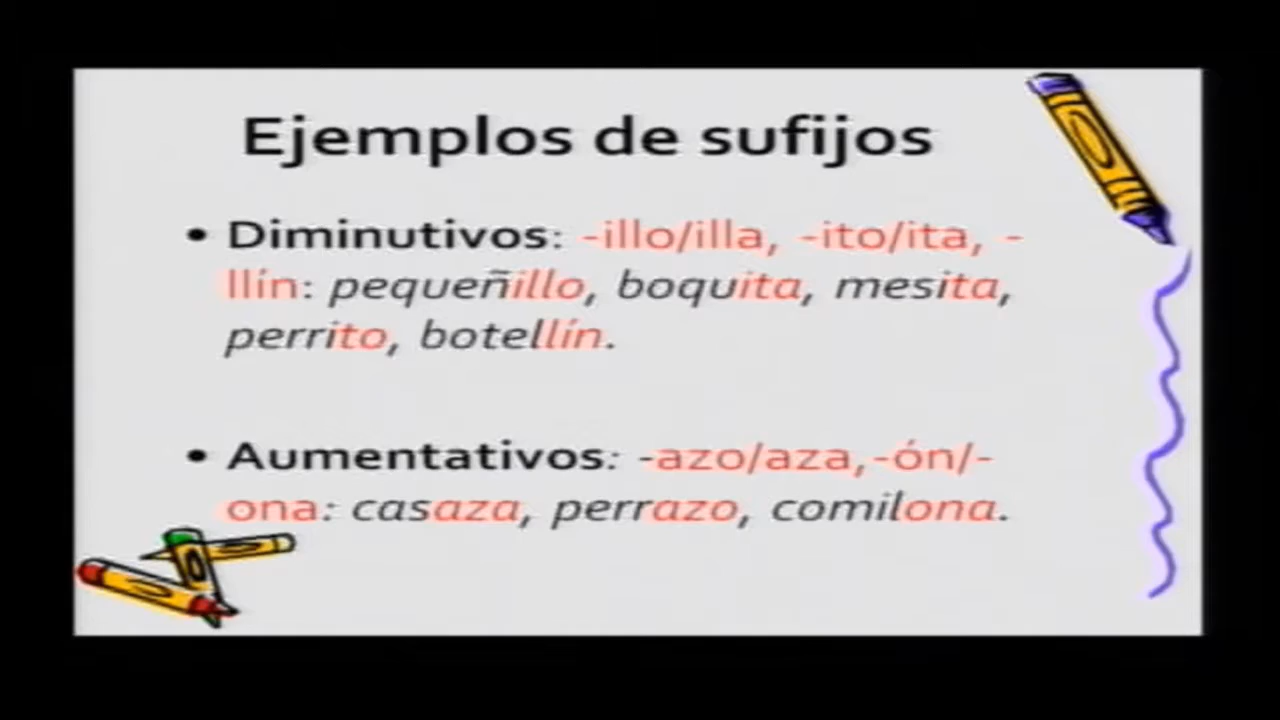 Ejemplos de sufijos
• Diminutivos: -illo/illa, -ito/ita, -
llín: pequeñillo, boquita, mesita,
perrito, botellín.
• Aumentativos: -azo/aza,-ón/-
ona: casaza, perrazo, comilona.